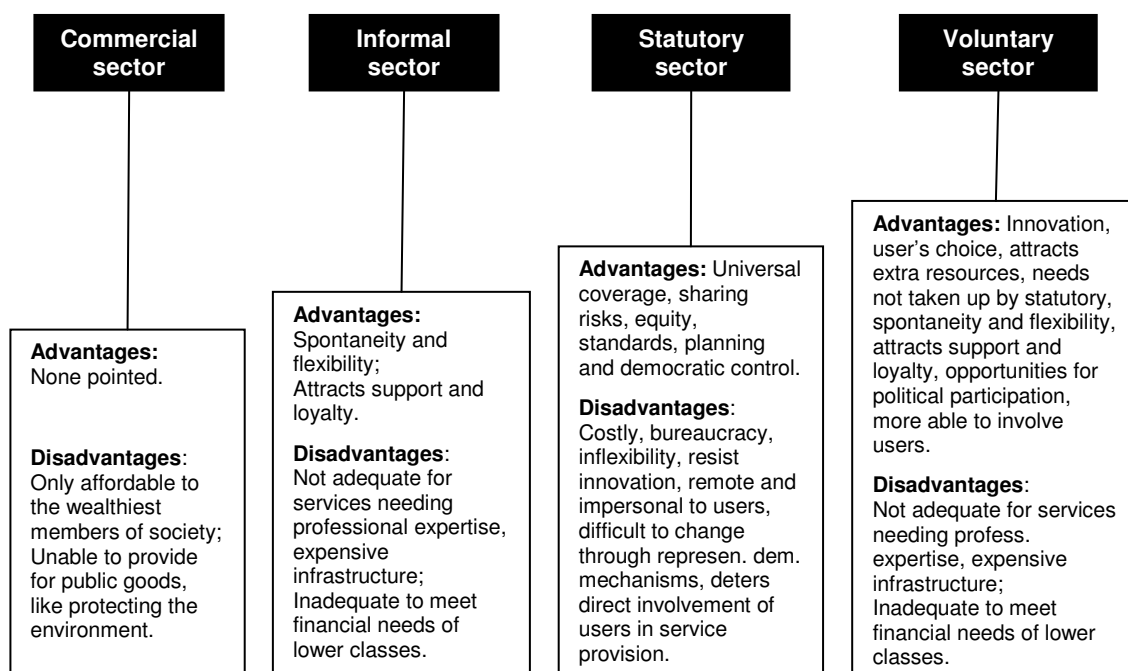 Commercial
sector
Informal
sector
Statutory
sector
Voluntary
sector
Advantages:
None pointed.
Disadvantages:
Only affordable to
the wealthiest
members of society;
Unable to provide
for public goods,
like protecting the
environment.
Advantages:
Spontaneity and
flexibility;
Attracts support and
loyalty.
Disadvantages:
Not adequate for
services needing
professional expertise,
expensive
infrastructure;
Inadequate to meet
financial needs of
lower classes.
Advantages: Universal
coverage, sharing
risks, equity,
standards, planning
and democratic control.
Disadvantages:
Costly, bureaucracy,
inflexibility, resist
innovation, remote and
impersonal to users,
difficult to change
through represen. dem.
mechanisms, deters
direct involvement of
users in service
provision.
Advantages: Innovation,
user's choice, attracts
extra resources, needs
not taken up by statutory,
spontaneity and flexibility,
attracts support and
loyalty, opportunities for
political participation,
more able to involve
users.
Disadvantages:
Not adequate for services
needing profess.
expertise, expensive
infrastructure;
Inadequate to meet
financial needs of lower
classes.